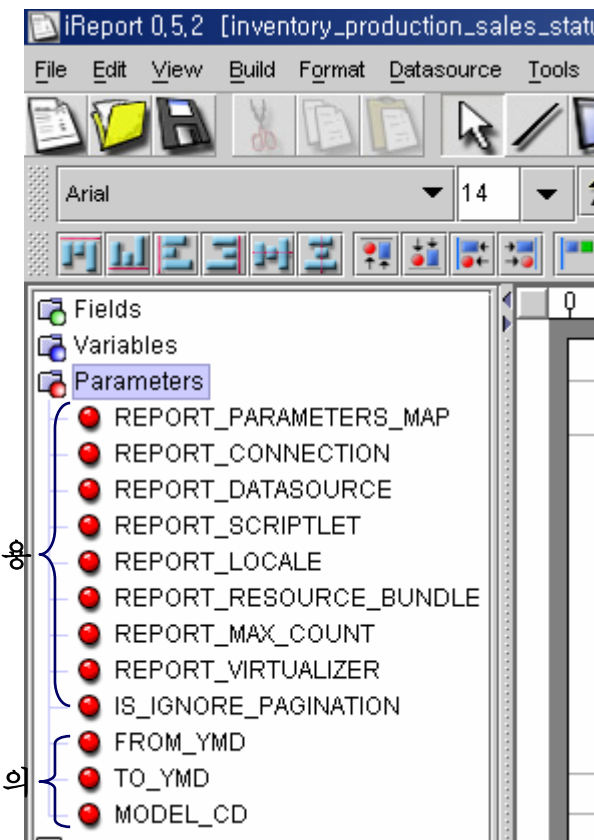 iReport 0.5.2 [inventory_production_sales_statu
File Edit View Build Format Datasource Tools
Arial 14
0
Fields
Variables
Parameters
REPORT_PARAMETERS_MAP
REPORT_CONNECTION
REPORT_DATASOURCE
REPORT_SCRIPTLET
REPORT_LOCALE
REPORT_RESOURCE_BUNDLE
REPORT_MAX_COUNT
REPORT_VIRTUALIZER
IS_IGNORE_PAGINATION
FROM_YMD
TO_YMD
MODEL_CD